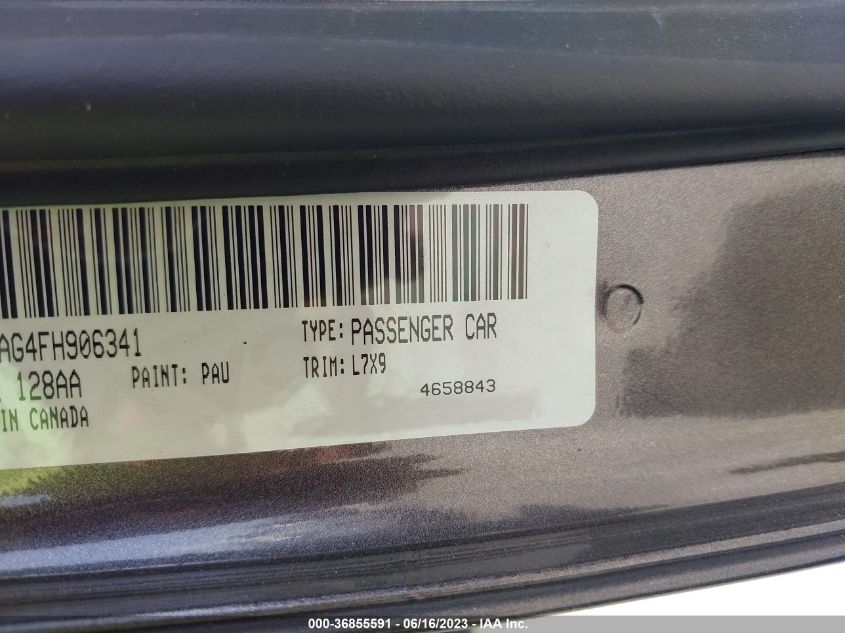 AG4FH906341
TYPE: PASSENGER CAR
128AA
PAINT: PAU
TRIM: L7X9
IN CANADA
4658843
000-36855591 - 06/16/2023 - IAA Inc.